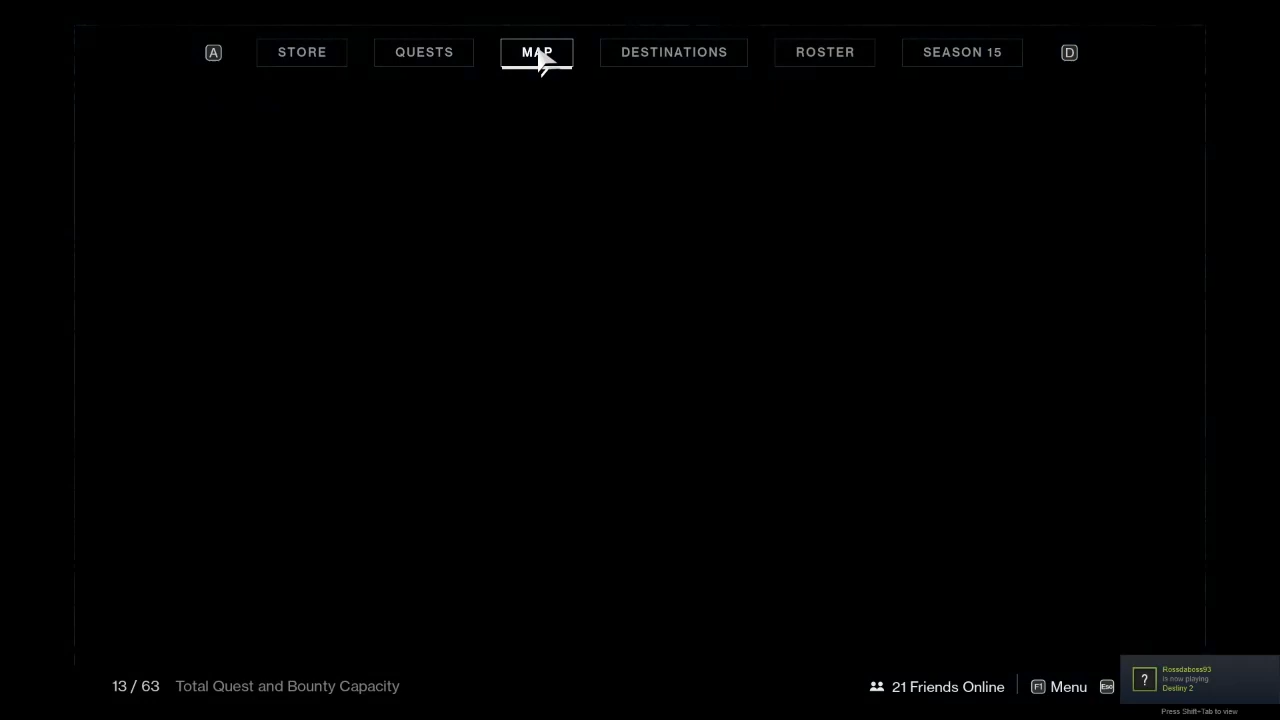 A STORE QUESTS MAP DESTINATIONS ROSTER SEASON 15 D
13 / 63 Total Quest and Bounty Capacity
21 Friends Online F1 Menu Esc
Rossdaboss93
is now playing
Destiny 2
?
Press Shift+Tab to view